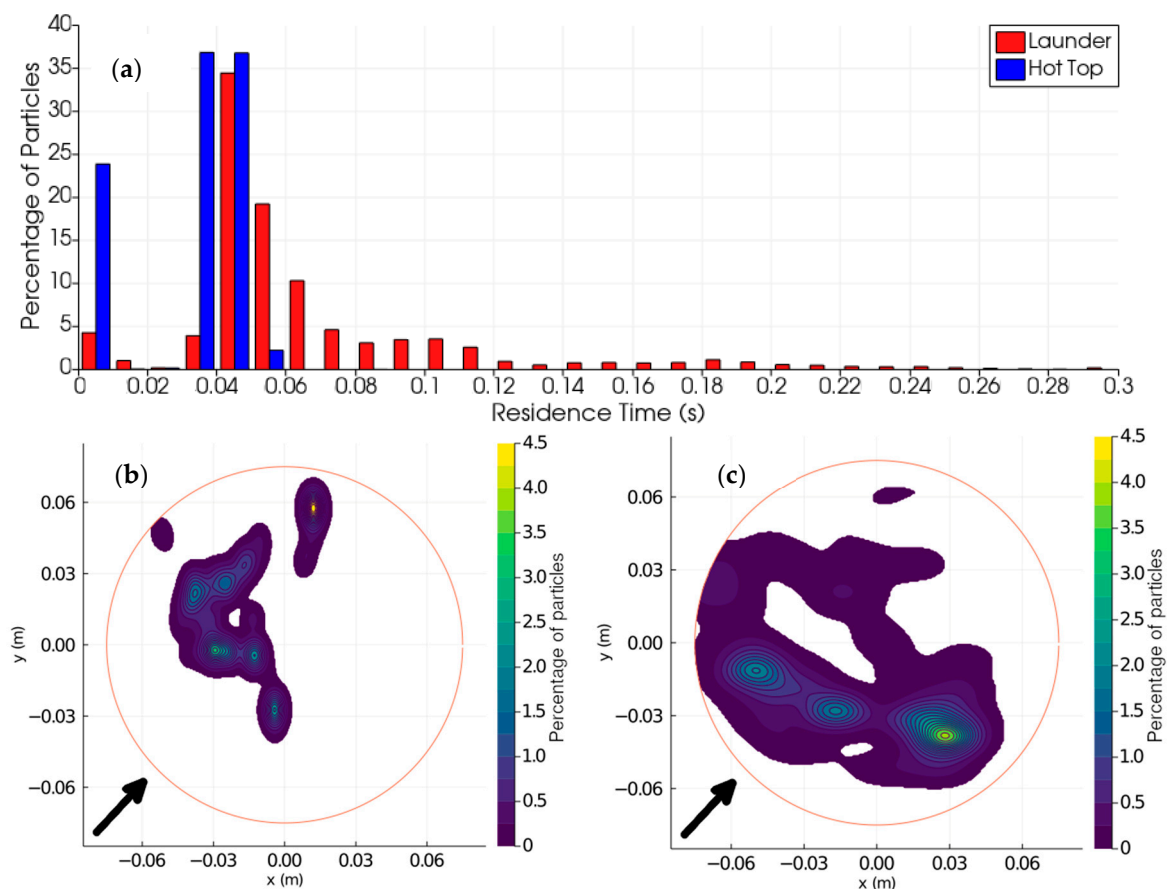 (a)
Percentage of Particles
40
35
30
25
20
15
10
5
0
Launder
Hot Top
0 0.02 0.04 0.06 0.08 0.1 0.12 0.14 0.16 0.18 0.2 0.22 0.24 0.26 0.28 0.3
Residence Time (s)
(b)
y (m)
0.06
0.03
0.00
−0.03
−0.06
−0.06 −0.03 0.00 0.03 0.06
x (m)
4.5
4.0
3.5
3.0
2.5
2.0
1.5
1.0
0.5
0
Percentage of particles
(c)
y (m)
0.06
0.03
0.00
−0.03
−0.06
−0.06 −0.03 0.00 0.03 0.06
x (m)
4.5
4.0
3.5
3.0
2.5
2.0
1.5
1.0
0.5
0
Percentage of particles